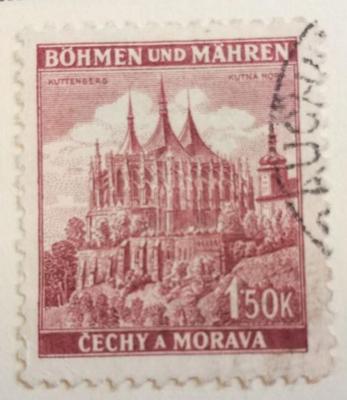 BÖHMEN UND MÄHREN
KUTTENBERG KUTNÁ HORA
1·50K
ČECHY A MORAVA